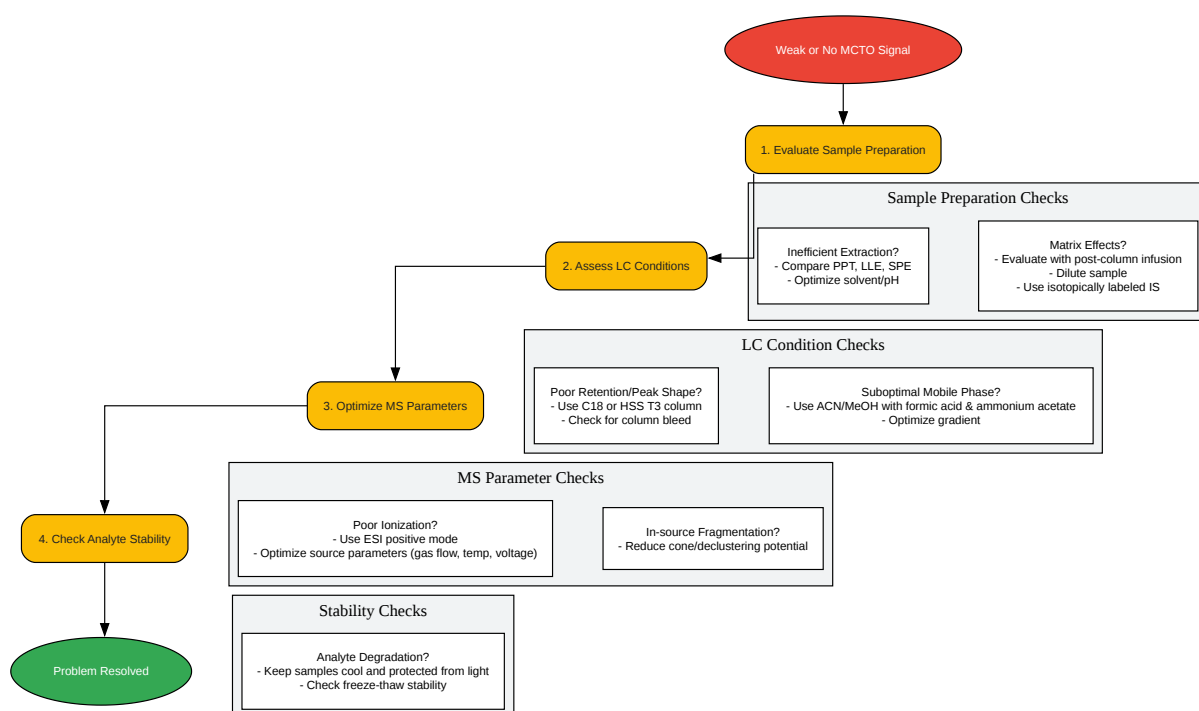 Weak or No MCTO Signal
1. Evaluate Sample Preparation
Sample Preparation Checks
Inefficient Extraction?
- Compare PPT, LLE, SPE
- Optimize solvent/pH
Matrix Effects?
- Evaluate with post-column infusion
- Dilute sample
- Use isotopically labeled IS
2. Assess LC Conditions
LC Condition Checks
Poor Retention/Peak Shape?
- Use C18 or HSS T3 column
- Check for column bleed
Suboptimal Mobile Phase?
- Use ACN/MeOH with formic acid & ammonium acetate
- Optimize gradient
3. Optimize MS Parameters
MS Parameter Checks
Poor Ionization?
- Use ESI positive mode
- Optimize source parameters (gas flow, temp, voltage)
In-source Fragmentation?
- Reduce cone/declustering potential
4. Check Analyte Stability
Stability Checks
Analyte Degradation?
- Keep samples cool and protected from light
- Check freeze-thaw stability
Problem Resolved